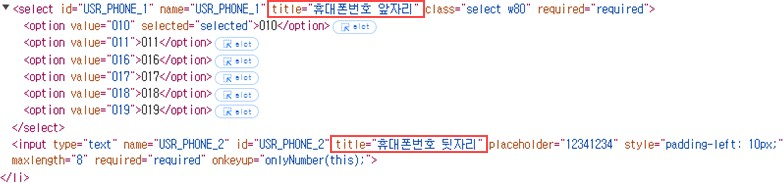 <select id="USR_PHONE_1" name="USR_PHONE_1" title="휴대폰번호 앞자리" class="select w80" required="required">
<option value="010" selected="selected">010</option> slot
<option value="011">011</option> slot
<option value="016">016</option> slot
<option value="017">017</option> slot
<option value="018">018</option> slot
<option value="019">019</option> slot
</select>
<input type="text" name="USR_PHONE_2" id="USR_PHONE_2" title="휴대폰번호 뒷자리" placeholder="12341234" style="padding-left: 10px;"
maxlength="8" required="required" onkeyup="onlyNumber(this);">
</li>